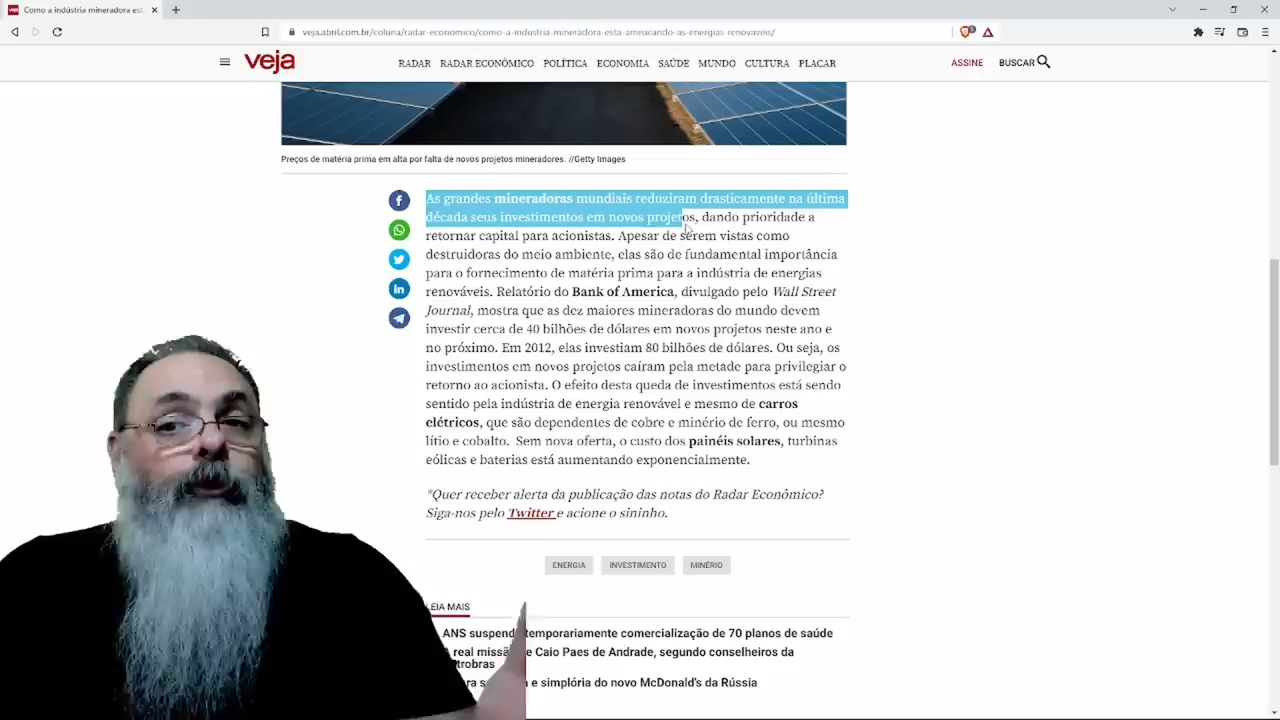 Como a indústria mineradora est
veja.abril.com.br/coluna/radar-economico/como-a-industria-mineradora-esta-ameacando-as-energias-renovaveis/
veja
RADAR RADAR ECONÔMICO POLÍTICA ECONOMIA SAÚDE MUNDO CULTURA PLACAR
ASSINE BUSCAR
Preços de matéria prima em alta por falta de novos projetos mineradores. //Getty Images
As grandes mineradoras mundiais reduziram drasticamente na última
década seus investimentos em novos projetos, dando prioridade a
retornar capital para acionistas. Apesar de serem vistas como
destruidoras do meio ambiente, elas são de fundamental importância
para o fornecimento de matéria prima para a indústria de energias
renováveis. Relatório do Bank of America, divulgado pelo Wall Street
Journal, mostra que as dez maiores mineradoras do mundo devem
investir cerca de 40 bilhões de dólares em novos projetos neste ano e
no próximo. Em 2012, elas investiam 80 bilhões de dólares. Ou seja, os
investimentos em novos projetos caíram pela metade para privilegiar o
retorno ao acionista. O efeito desta queda de investimentos está sendo
sentido pela indústria de energia renovável e mesmo de carros
elétricos, que são dependentes de cobre e minério de ferro, ou mesmo
lítio e cobalto. Sem nova oferta, o custo dos painéis solares, turbinas
eólicas e baterias está aumentando exponencialmente.
*Quer receber alerta da publicação das notas do Radar Econômico?
Siga-nos pelo Twitter e acione o sininho.
ENERGIA INVESTIMENTO MINÉRIO
LEIA MAIS
ANS suspend temporariamente comercialização de 70 planos de saúde
real missã e Caio Paes de Andrade, segundo conselheiros da
trobras
e simplória do novo McDonald's da Rússia